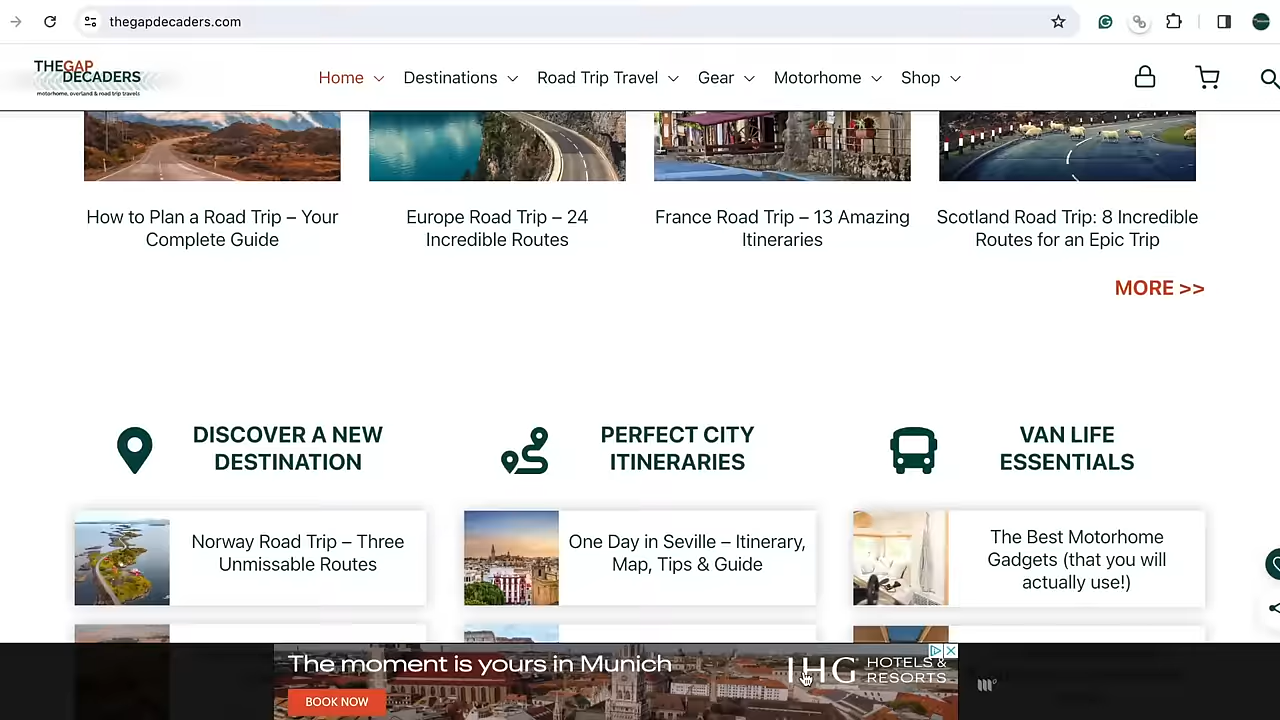 thegapdecaders.com
THEGAP
DECADERS
motorhome, overland & road trip travels
Home
Destinations
Road Trip Travel
Gear
Motorhome
Shop
How to Plan a Road Trip – Your
Complete Guide
Europe Road Trip – 24
Incredible Routes
France Road Trip – 13 Amazing
Itineraries
Scotland Road Trip: 8 Incredible
Routes for an Epic Trip
MORE >>
DISCOVER A NEW
DESTINATION
PERFECT CITY
ITINERARIES
VAN LIFE
ESSENTIALS
Norway Road Trip – Three
Unmissable Routes
One Day in Seville – Itinerary,
Map, Tips & Guide
The Best Motorhome
Gadgets (that you will
actually use!)
The moment is yours in Munich
BOOK NOW
IHG
HOTELS &
RESORTS